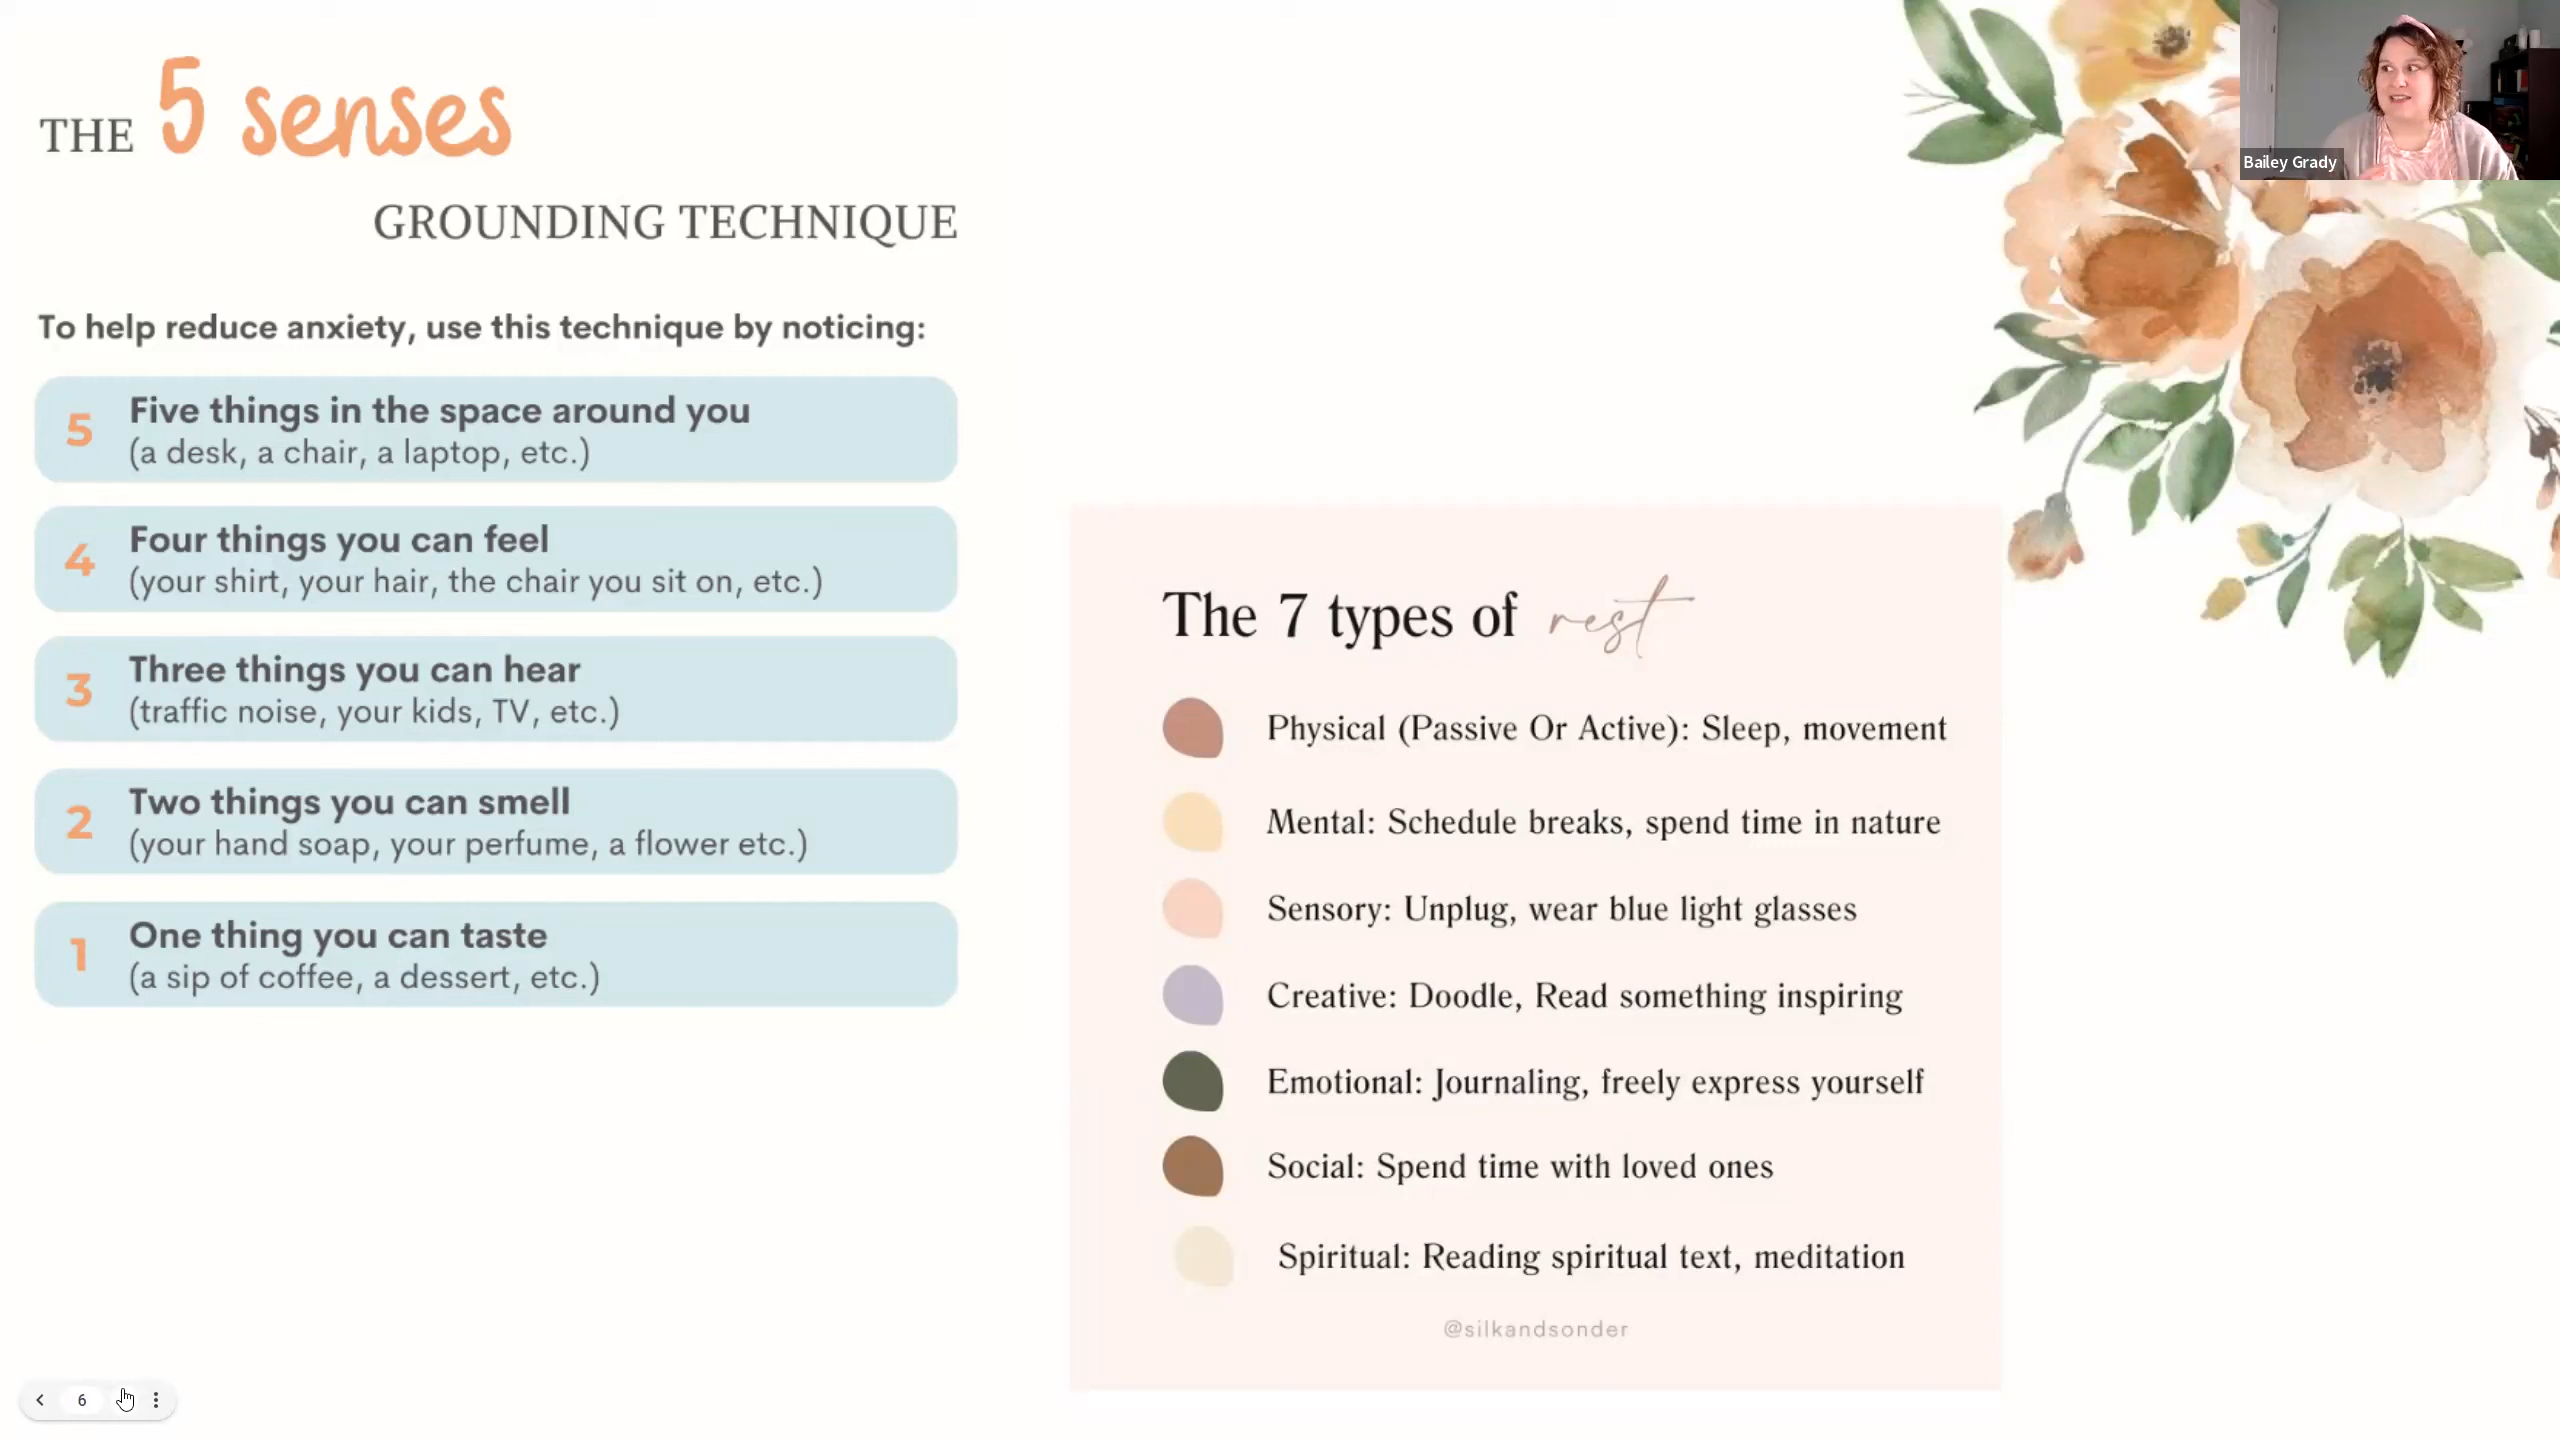 THE 5 senses
GROUNDING TECHNIQUE
To help reduce anxiety, use this technique by noticing:
5
Five things in the space around you
(a desk, a chair, a laptop, etc.)
4
Four things you can feel
(your shirt, your hair, the chair you sit on, etc.)
3
Three things you can hear
(traffic noise, your kids, TV, etc.)
2
Two things you can smell
(your hand soap, your perfume, a flower etc.)
1
One thing you can taste
(a sip of coffee, a dessert, etc.)
The 7 types of rest
Physical (Passive Or Active): Sleep, movement
Mental: Schedule breaks, spend time in nature
Sensory: Unplug, wear blue light glasses
Creative: Doodle, Read something inspiring
Emotional: Journaling, freely express yourself
Social: Spend time with loved ones
Spiritual: Reading spiritual text, meditation
@silkandsonder
Bailey Grady
6